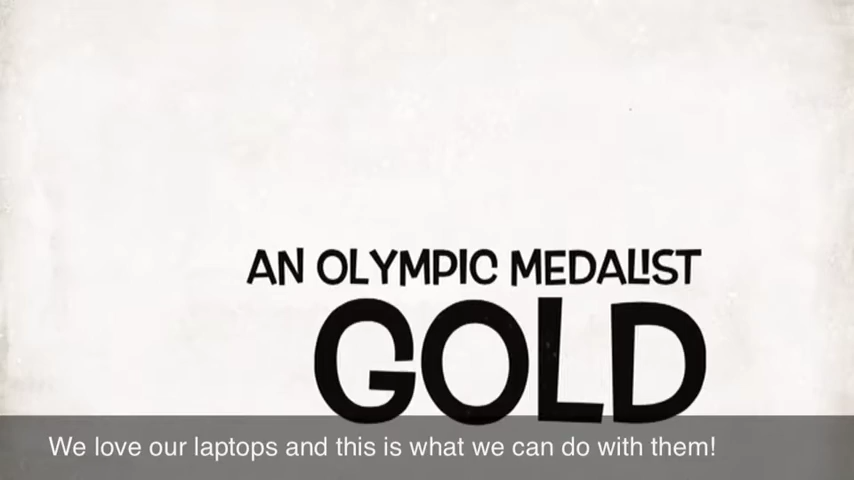 AN OLYMPIC MEDALIST
GOLD
We love our laptops and this is what we can do with them!